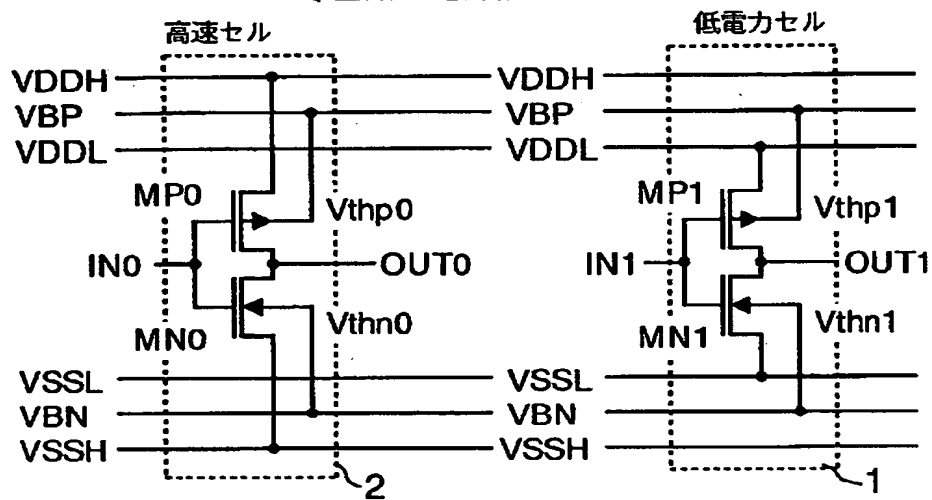 高速セル
低電力セル
VDDH
VDDH
VBP
VBP
VDDL
VDDL
MP0
Vthp0
MP1
Vthp1
IN0
OUT0
IN1
OUT1
MN0
Vthn0
MN1
Vthn1
VSSL
VSSL
VBN
VBN
VSSH
VSSH
2
1